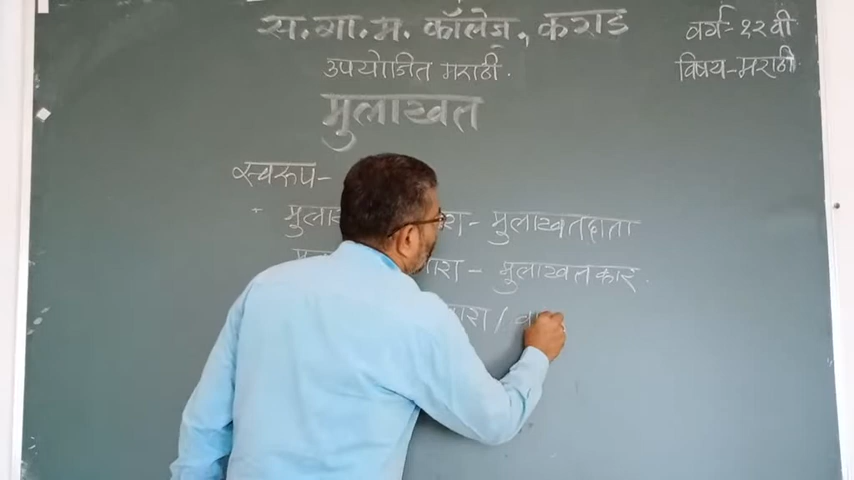 स.गा.म. कॉलेज, कराड
वर्ग- १२वी
उपयोजित मराठी.
विषय-मराठी
मुलाखत
स्वरूप-
- मुलाखतदाता
- मुलाखतकार.